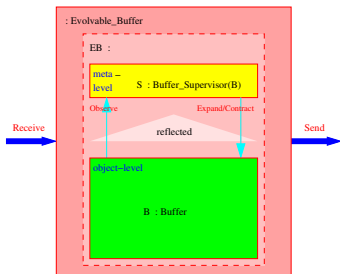 : Evolvable_Buffer
EB :
meta –
level
S : Buffer_Supervisor(B)
Observe
Expand/Contract
Receive
reflected
Send
object–level
B : Buffer